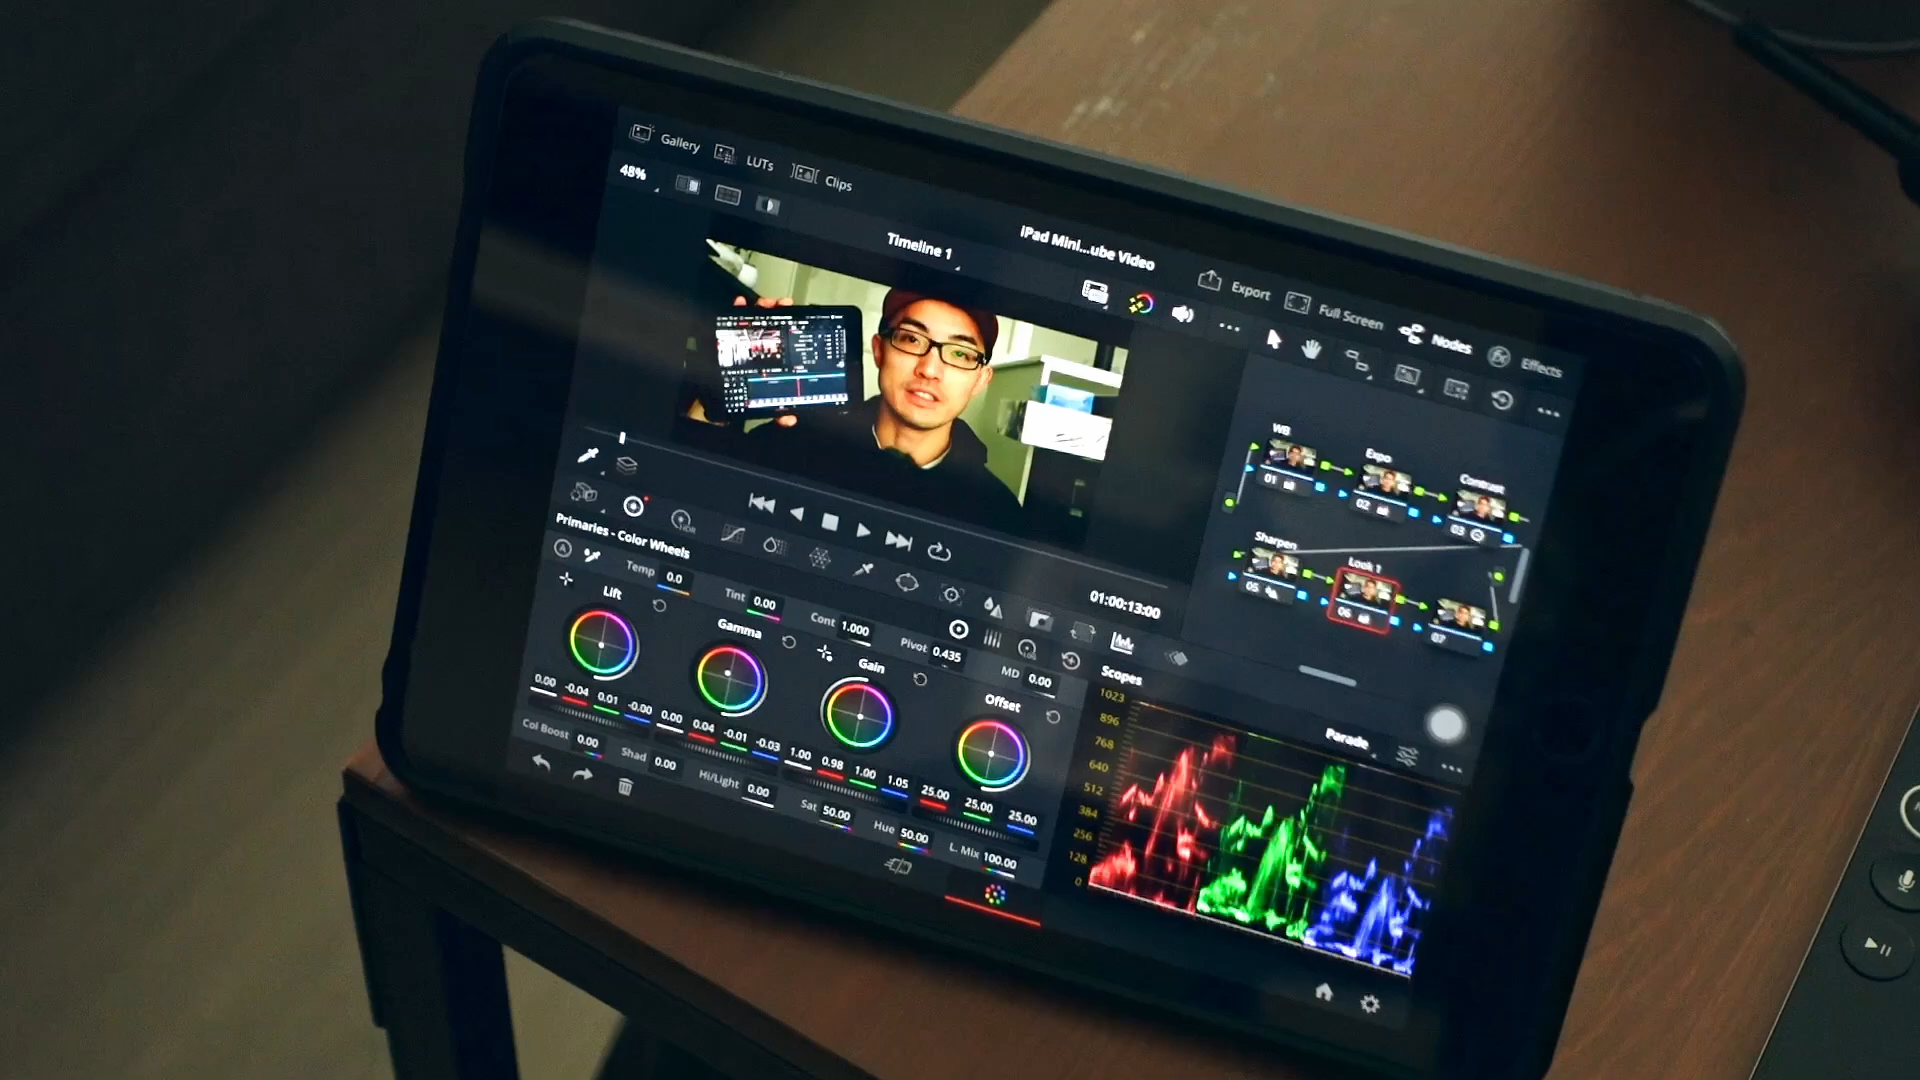 Gallery LUTs Clips
48%
Timeline 1
iPad Mini...ube Video
Export Full Screen Nodes Effects
WB
Expo
Contrast
01
02
03
Sharpen
Look 1
05
06
07
HDR
01:00:13:00
Primaries - Color Wheels
A
Temp 0.0
Tint 0.00
Cont 1.000
Pivot 0.435
MD 0.00
LOG
Lift
Gamma
Gain
Offset
0.00 -0.04 0.01 -0.00
0.00 0.04 -0.01 -0.03
1.00 0.98 1.00 1.05
25.00 25.00 25.00
Col Boost 0.00
Shad 0.00
Hi/Light 0.00
Sat 50.00
Hue 50.00
L. Mix 100.00
Scopes
Parade
1023
896
768
640
512
384
256
128
0